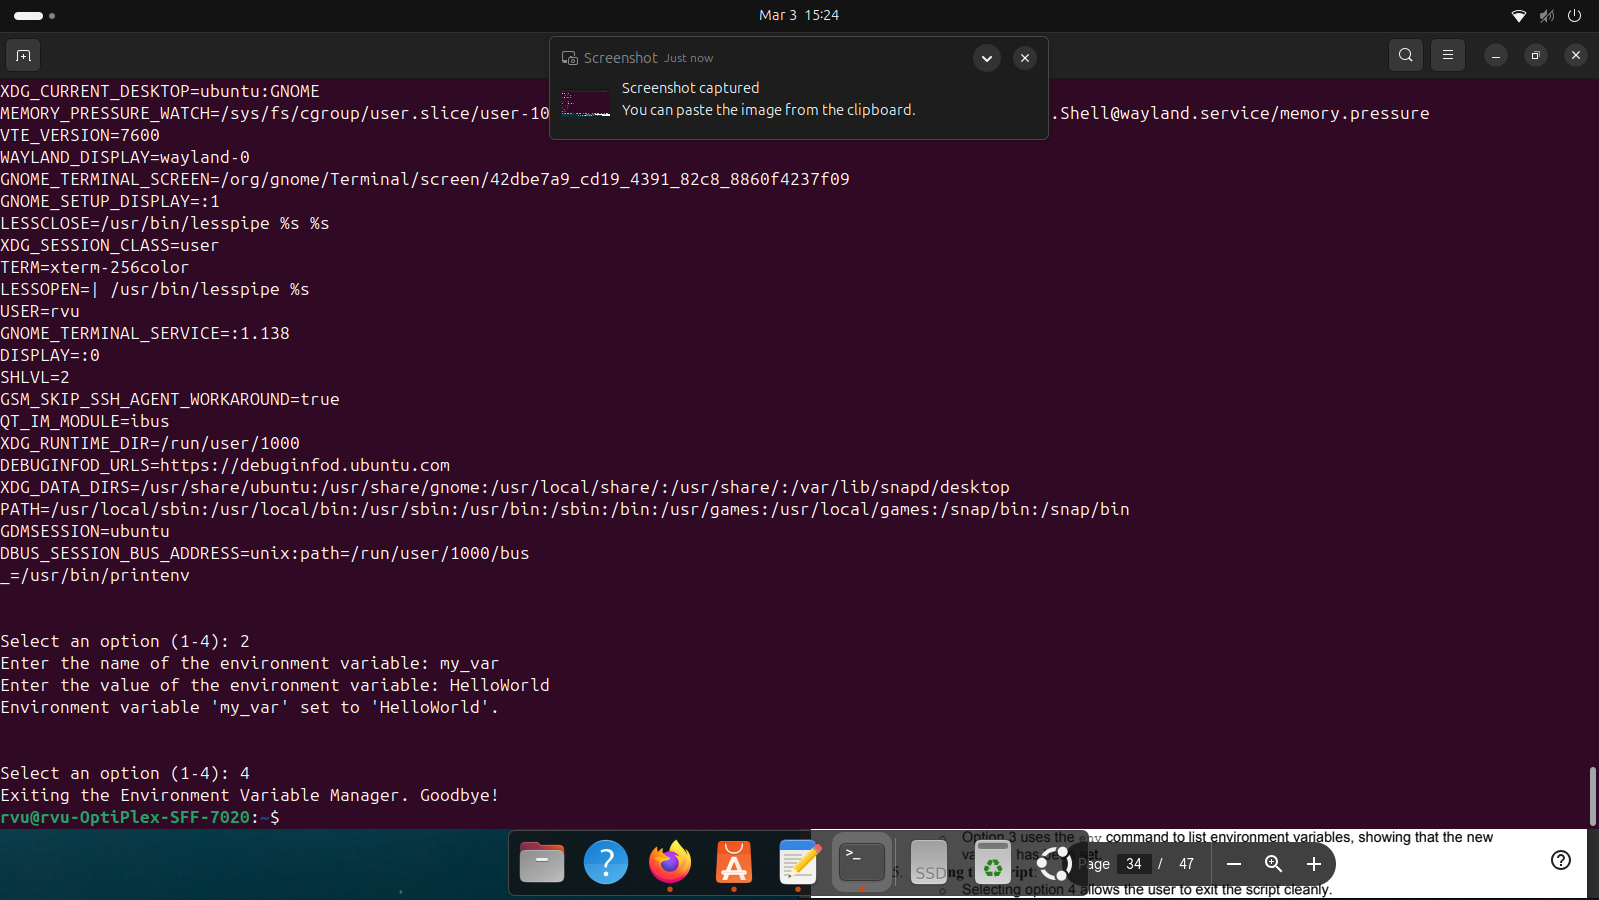 Mar 3 15:24
Screenshot Just now
Screenshot captured
You can paste the image from the clipboard.
XDG_CURRENT_DESKTOP=ubuntu:GNOME
MEMORY_PRESSURE_WATCH=/sys/fs/cgroup/user.slice/user-10 .Shell@wayland.service/memory.pressure
VTE_VERSION=7600
WAYLAND_DISPLAY=wayland-0
GNOME_TERMINAL_SCREEN=/org/gnome/Terminal/screen/42dbe7a9_cd19_4391_82c8_8860f4237f09
GNOME_SETUP_DISPLAY=:1
LESSCLOSE=/usr/bin/lesspipe %s %s
XDG_SESSION_CLASS=user
TERM=xterm-256color
LESSOPEN=| /usr/bin/lesspipe %s
USER=rvu
GNOME_TERMINAL_SERVICE=:1.138
DISPLAY=:0
SHLVL=2
GSM_SKIP_SSH_AGENT_WORKAROUND=true
QT_IM_MODULE=ibus
XDG_RUNTIME_DIR=/run/user/1000
DEBUGINFOD_URLS=https://debuginfod.ubuntu.com
XDG_DATA_DIRS=/usr/share/ubuntu:/usr/share/gnome:/usr/local/share/:/usr/share/:/var/lib/snapd/desktop
PATH=/usr/local/sbin:/usr/local/bin:/usr/sbin:/usr/bin:/sbin:/bin:/usr/games:/usr/local/games:/snap/bin:/snap/bin
GDMSESSION=ubuntu
DBUS_SESSION_BUS_ADDRESS=unix:path=/run/user/1000/bus
_=/usr/bin/printenv
Select an option (1-4): 2
Enter the name of the environment variable: my_var
Enter the value of the environment variable: HelloWorld
Environment variable 'my_var' set to 'HelloWorld'.
Select an option (1-4): 4
Exiting the Environment Variable Manager. Goodbye!
rvu@rvu-OptiPlex-SFF-7020:~$
Option 3 uses the env command to list environment variables, showing that the new
has set.
Page 34 / 47
5.
SSD
Selecting option 4 allows the user to exit the script cleanly.